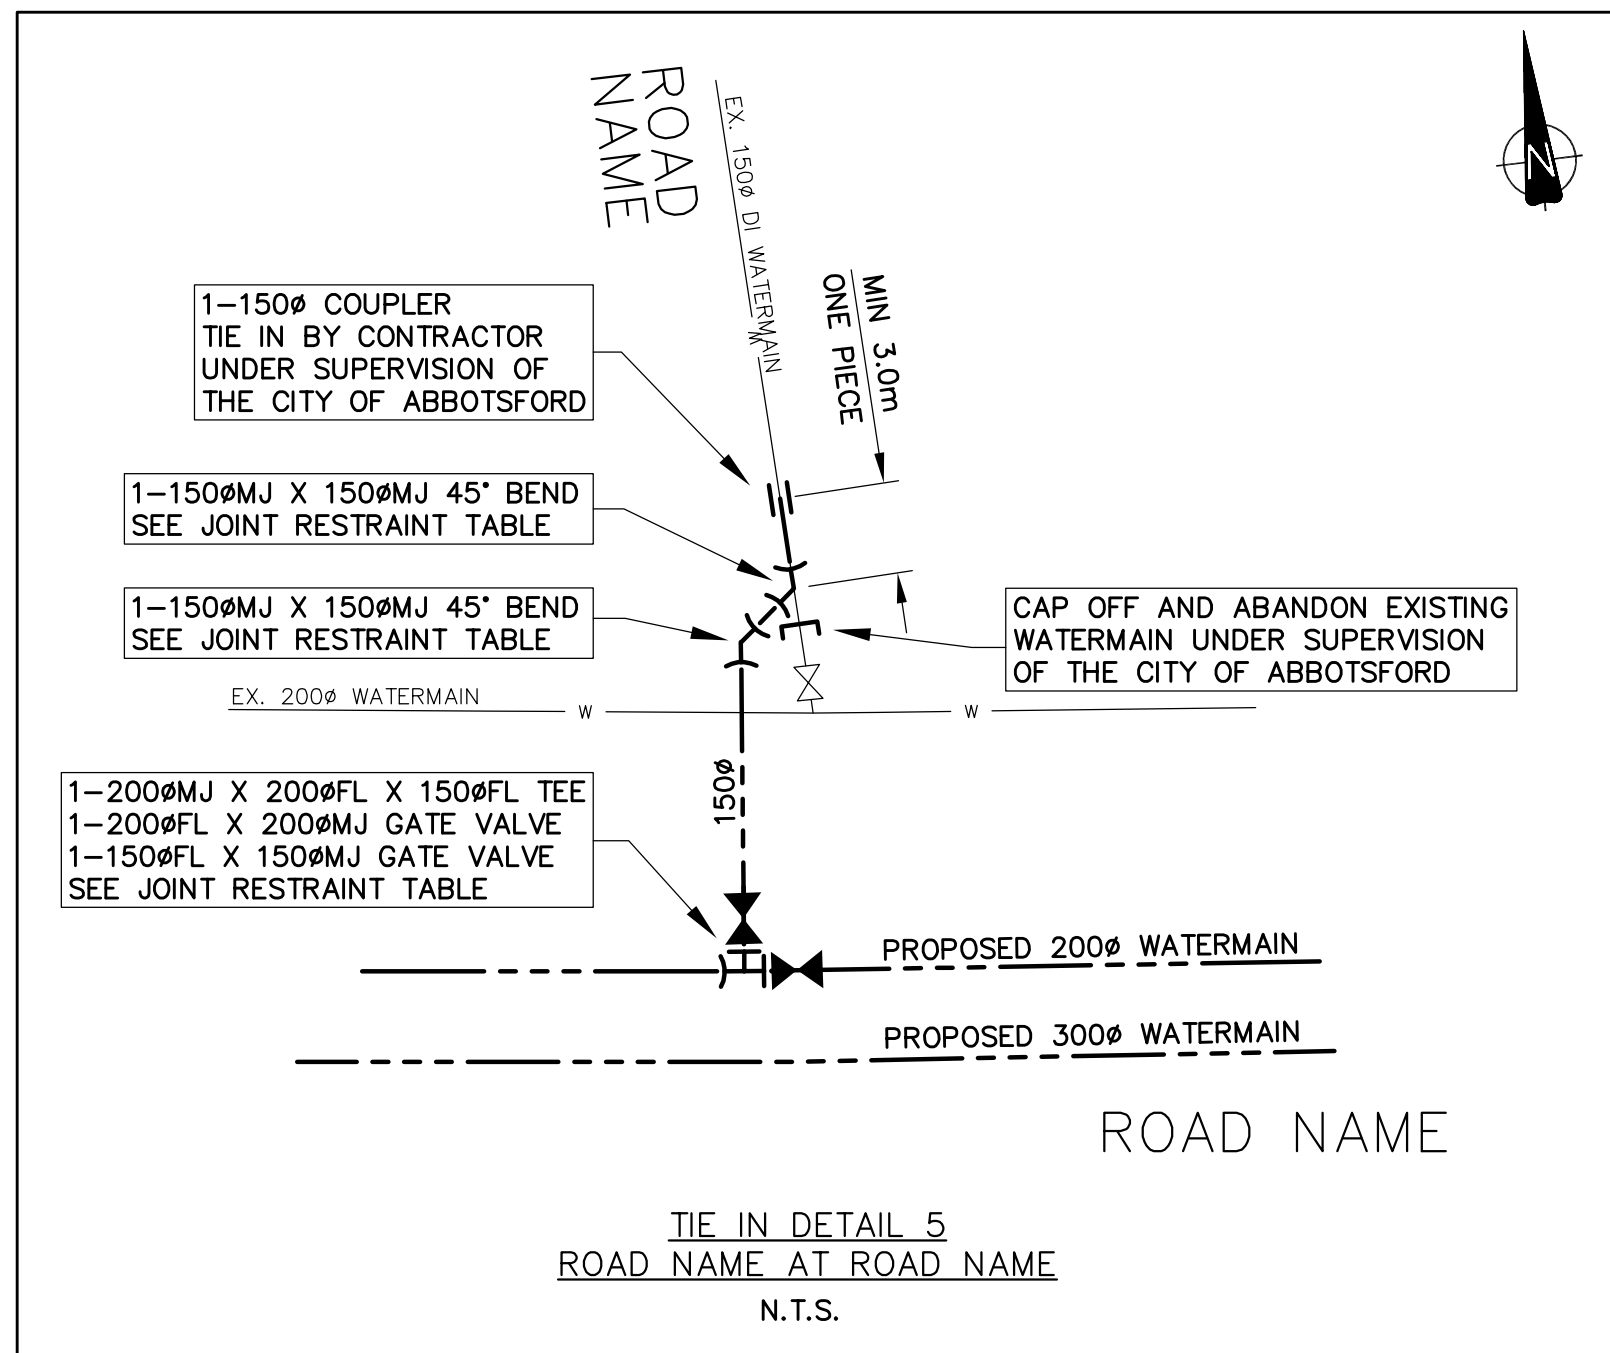 ROAD
NAME
EX. 150ø DI WATERMAIN
W
N
MIN 3.0m
ONE PIECE
1-150ø COUPLER
TIE IN BY CONTRACTOR
UNDER SUPERVISION OF
THE CITY OF ABBOTSFORD
1-150øMJ X 150øMJ 45° BEND
SEE JOINT RESTRAINT TABLE
1-150øMJ X 150øMJ 45° BEND
SEE JOINT RESTRAINT TABLE
CAP OFF AND ABANDON EXISTING
WATERMAIN UNDER SUPERVISION
OF THE CITY OF ABBOTSFORD
EX. 200ø WATERMAIN
W
W
150ø
1-200øMJ X 200øFL X 150øFL TEE
1-200øFL X 200øMJ GATE VALVE
1-150øFL X 150øMJ GATE VALVE
SEE JOINT RESTRAINT TABLE
PROPOSED 200ø WATERMAIN
PROPOSED 300ø WATERMAIN
ROAD NAME
TIE IN DETAIL 5
ROAD NAME AT ROAD NAME
N.T.S.